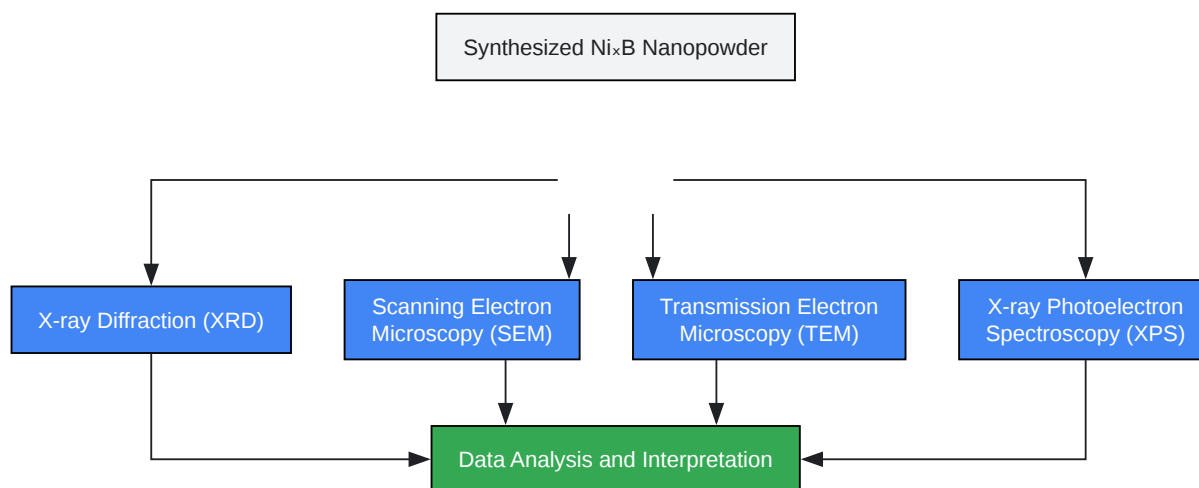 Synthesized NiₓB Nanopowder
X-ray Diffraction (XRD)
Scanning Electron
Microscopy (SEM)
Transmission Electron
Microscopy (TEM)
X-ray Photoelectron
Spectroscopy (XPS)
Data Analysis and Interpretation